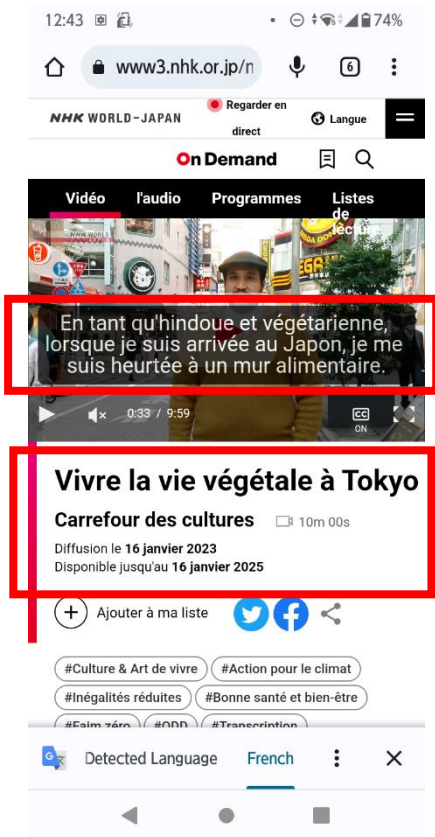 12:43
74%
www3.nhk.or.jp/n
6
NHK WORLD-JAPAN
Regarder en
direct
Langue
On Demand
Vidéo l'audio Programmes Listes
de
lecture
En tant qu'hindoue et végétarienne,
lorsque je suis arrivée au Japon, je me
suis heurtée à un mur alimentaire.
0:33 / 9:59
CC
ON
Vivre la vie végétale à Tokyo
Carrefour des cultures 10m 00s
Diffusion le 16 janvier 2023
Disponible jusqu'au 16 janvier 2025
Ajouter à ma liste
#Culture & Art de vivre #Action pour le climat
#Inégalités réduites #Bonne santé et bien-être
#Faim zéro #ODD #Transcription
Detected Language French